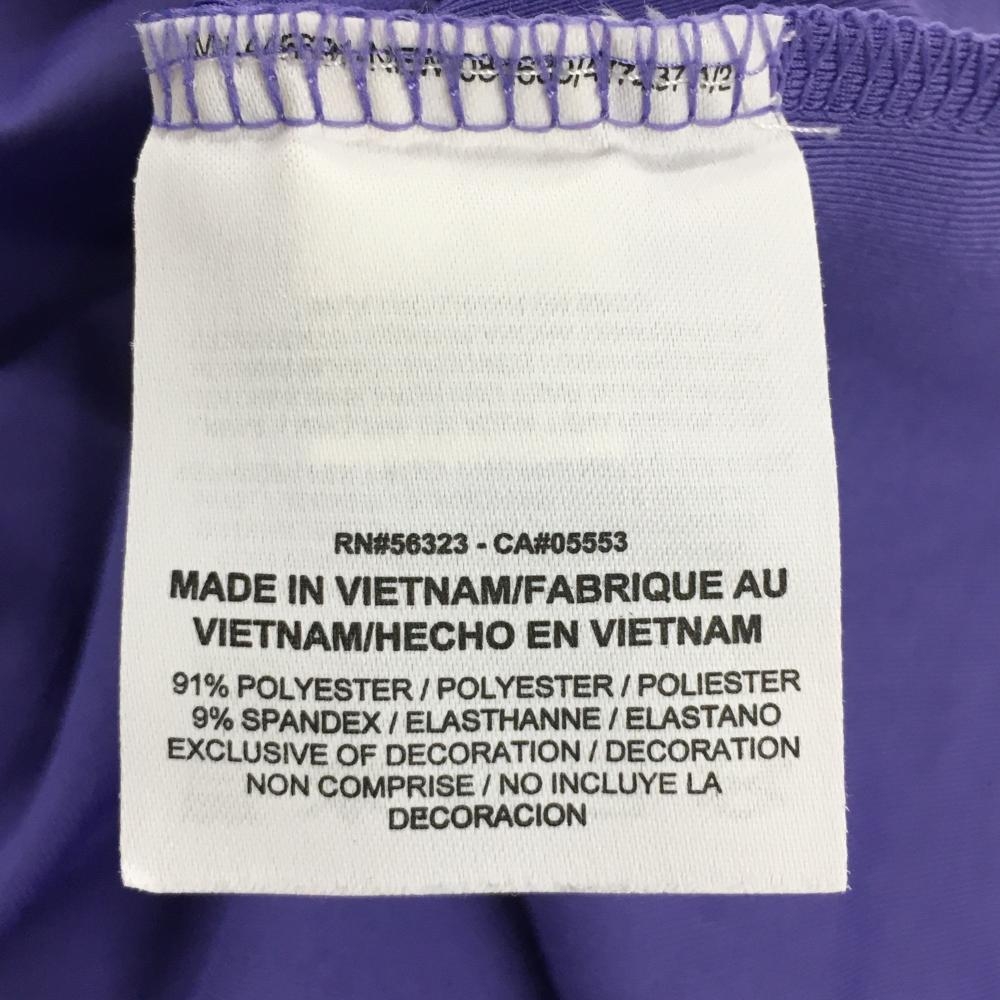 RN#56323 - CA#05553
MADE IN VIETNAM/FABRIQUE AU
VIETNAM/HECHO EN VIETNAM
91% POLYESTER / POLYESTER / POLIESTER
9% SPANDEX / ELASTHANNE / ELASTANO
EXCLUSIVE OF DECORATION / DECORATION
NON COMPRISE / NO INCLUYE LA
DECORACION